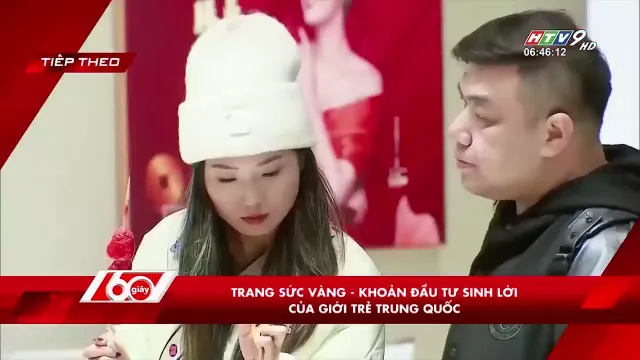 TIẾP THEO
HTV9 HD
06:46:12
60 giây
TRANG SỨC VÀNG - KHOẢN ĐẦU TƯ SINH LỜI
CỦA GIỚI TRẺ TRUNG QUỐC